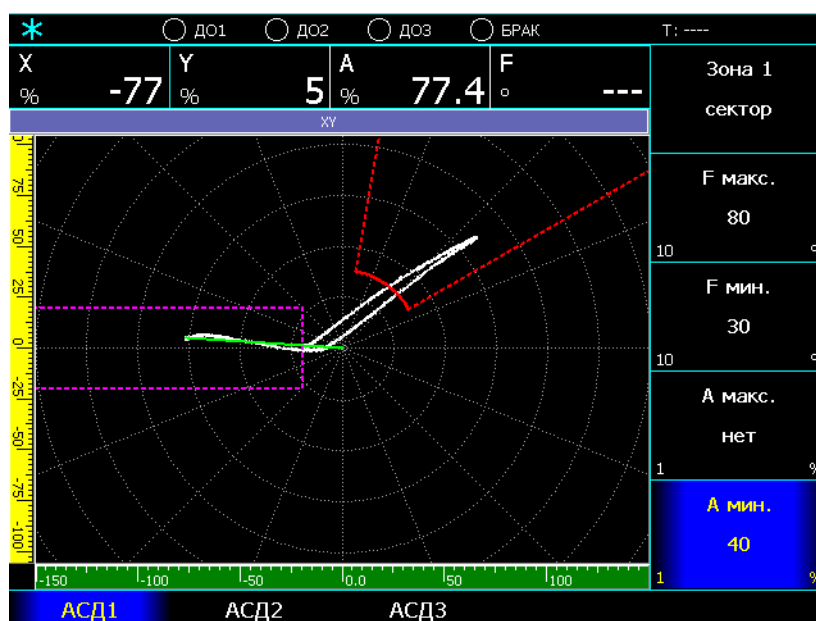 ДО1 ДО2 ДО3 БРАК Т: ----
X % -77 Y % 5 A % 77.4 F ° ---
XY
Зона 1
сектор
F макс.
80
10 °
F мин.
30
10 °
А макс.
нет
1 %
А мин.
40
1 %
75
50
25
0
-25
-50
-75
-100
-150 -100 -50 0.0 50 100
АСД1 АСД2 АСД3